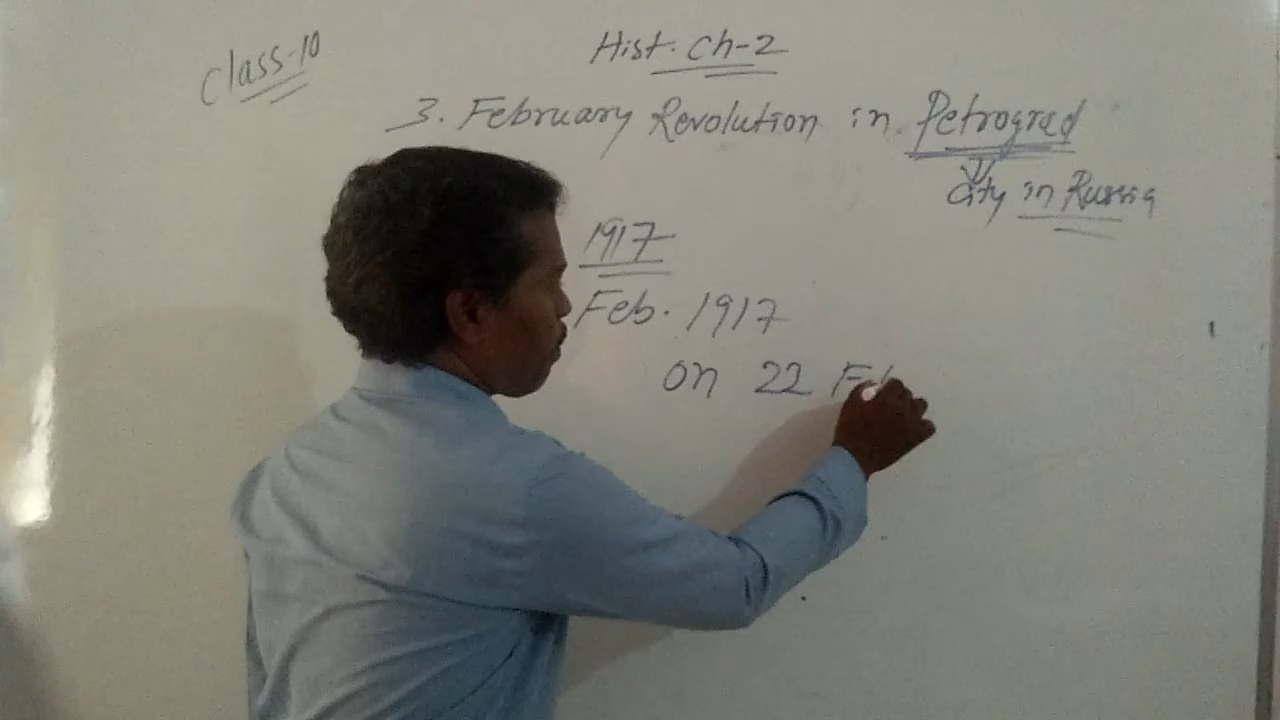 Class-10
Hist. Ch-2
3. February Revolution in Petrograd
City in Russia
1917
Feb. 1917
on 22